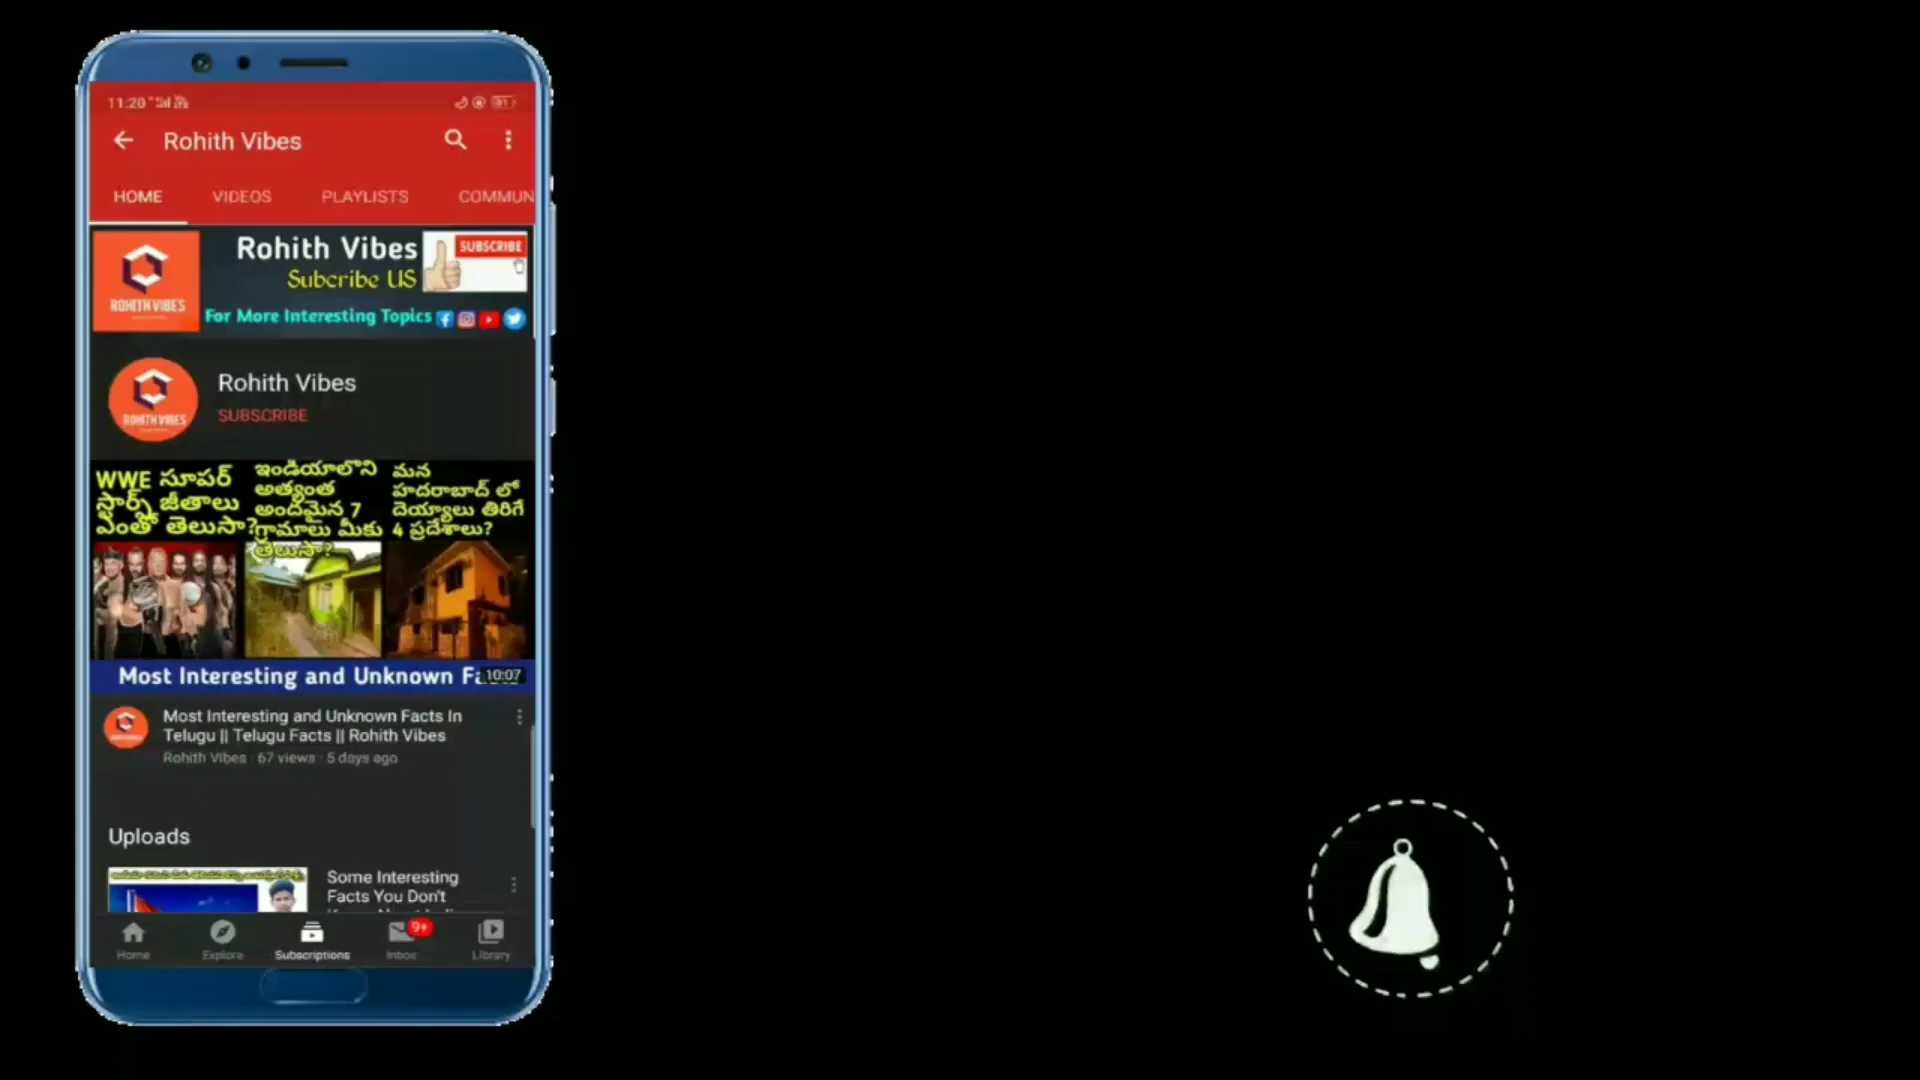 11:20
Rohith Vibes
HOME VIDEOS PLAYLISTS COMMUN
Rohith Vibes
SUBSCRIBE
Subcribe US
ROHITH VIBES
For More Interesting Topics
Rohith Vibes
SUBSCRIBE
ROHITH VIBES
WWE సూపర్
స్టార్స్ జీతాలు
ఎంతో తెలుసా?
ఇండియాలోని
అత్యంత
అందమైన 7
గ్రామాలు మీకు
తెలుసా?
మన
హదరాబాద్ లో
దెయ్యాలు తిరిగే
4 ప్రదేశాలు?
Most Interesting and Unknown Fa
10:07
Most Interesting and Unknown Facts In
Telugu || Telugu Facts || Rohith Vibes
Rohith Vibes · 67 views · 5 days ago
Uploads
Some Interesting
Facts You Don't
9+
Home Explore Subscriptions Inbox Library